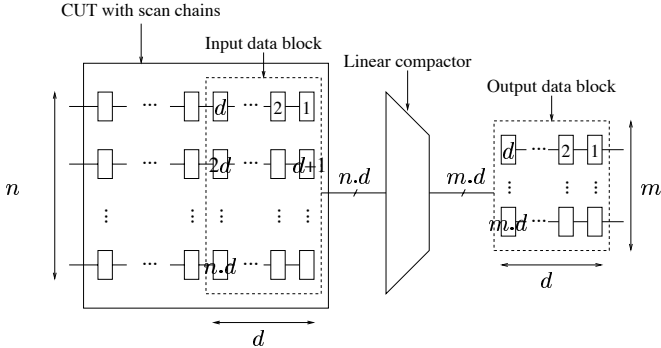 CUT with scan chains
Input data block
Linear compactor
Output data block
... d ... 2 1
d ... 2 1
2d ... d+1
n n.d m.d m
... ... ... ...
... ... ...
m.d ...
... n.d ...
d
d